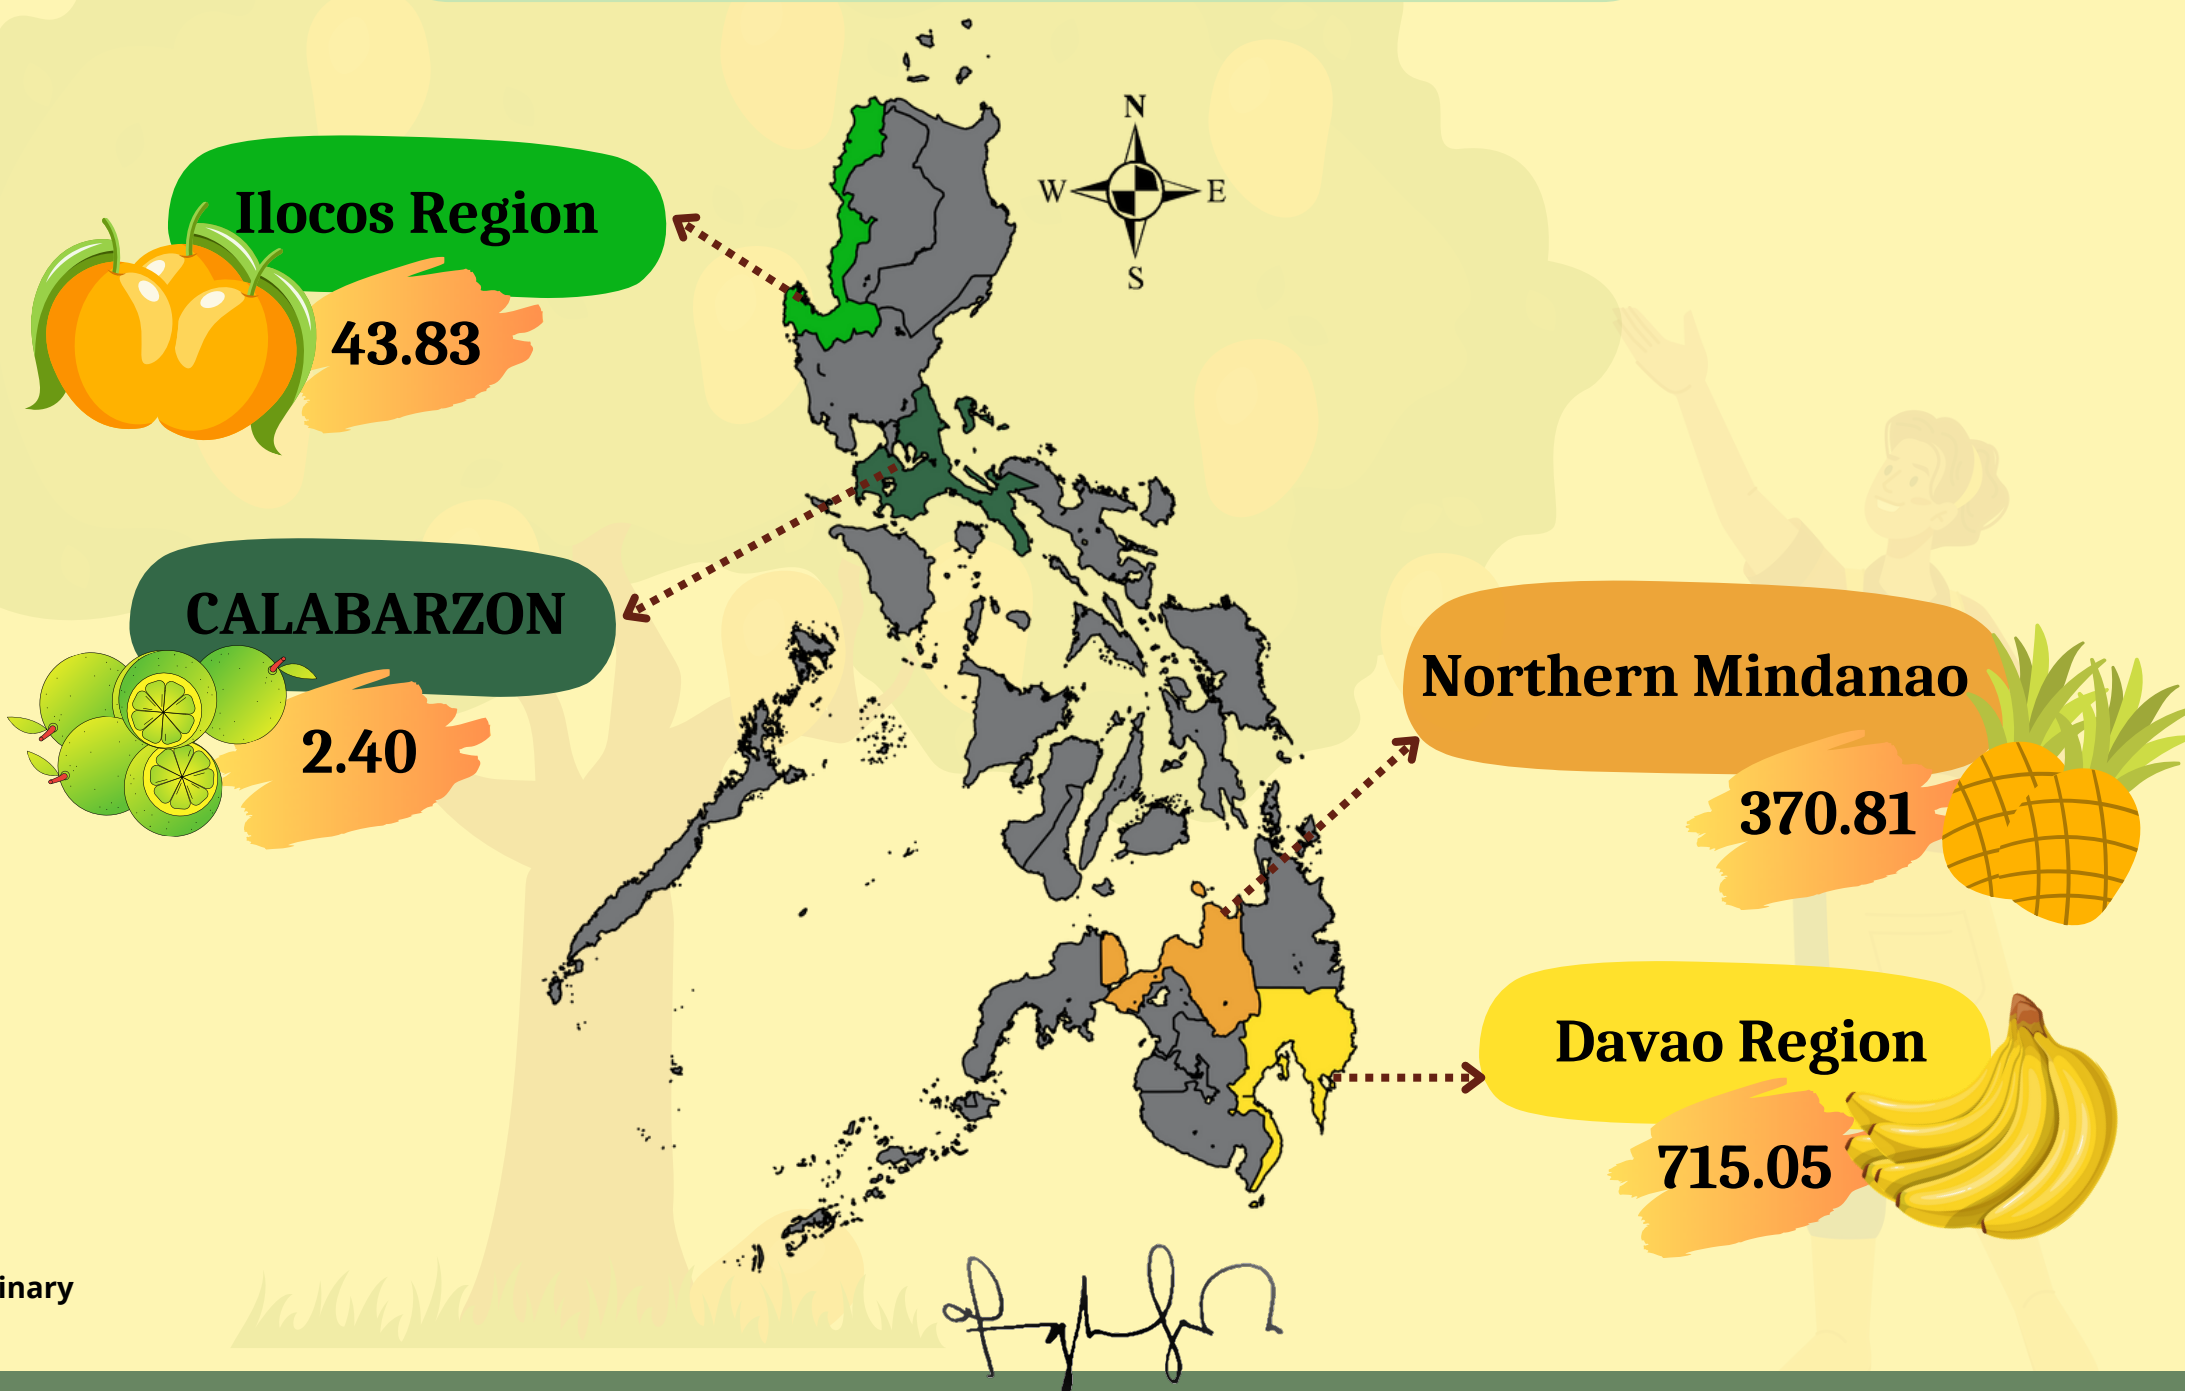 N
W E
S
Ilocos Region
43.83
CALABARZON
2.40
Northern Mindanao
370.81
Davao Region
715.05
inary